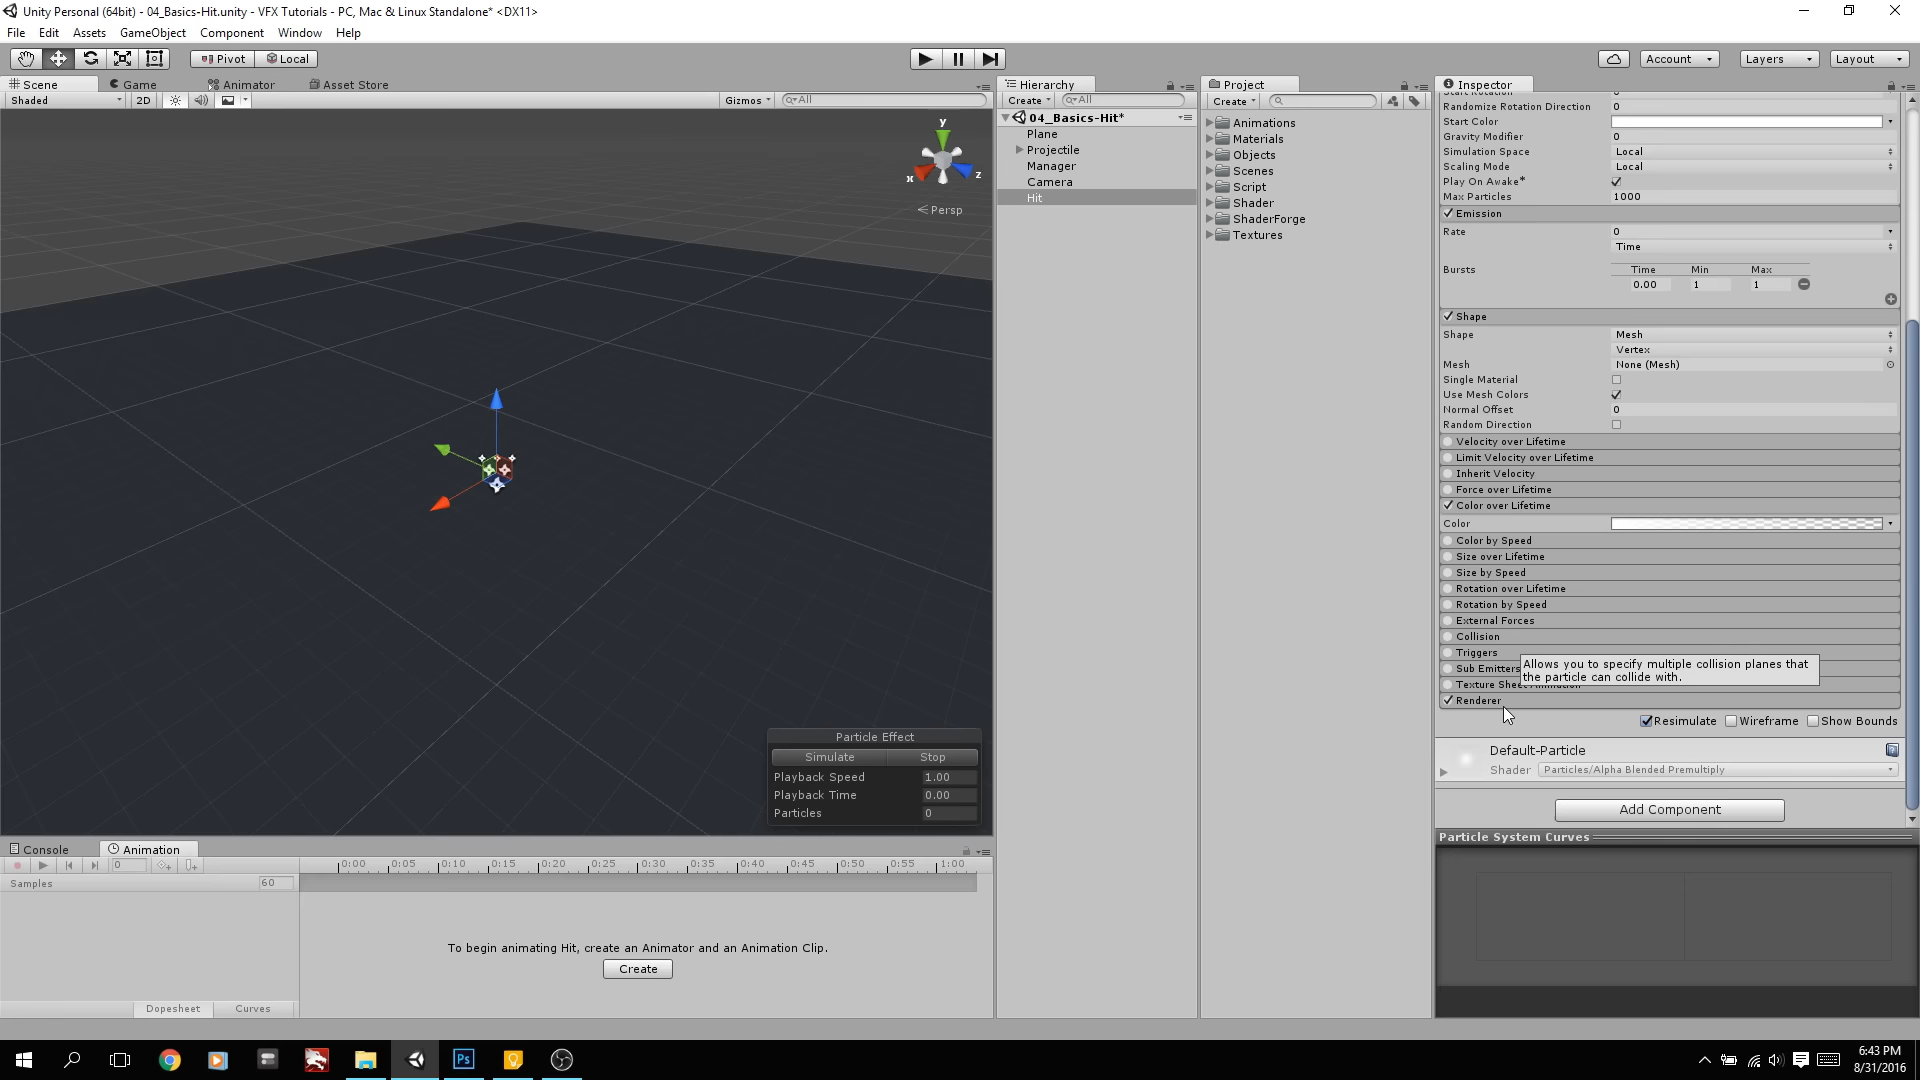 Unity Personal (64bit) - 04_Basics-Hit.unity - VFX Tutorials - PC, Mac & Linux Standalone* <DX11>
File Edit Assets GameObject Component Window Help
Pivot Local
Account Layers Layout
Scene Game Animator Asset Store
Shaded 2D Gizmos All
y
x
z
Persp
Particle Effect
Simulate Stop
Playback Speed 1.00
Playback Time 0.00
Particles 0
Hierarchy
Create All
04_Basics-Hit*
Plane
Projectile
Manager
Camera
Hit
Project
Create
Animations
Materials
Objects
Scenes
Script
Shader
ShaderForge
Textures
Inspector
Randomize Rotation Direction 0
Start Color
Gravity Modifier 0
Simulation Space Local
Scaling Mode Local
Play On Awake*
Max Particles 1000
Emission
Rate 0
Time
Bursts Time Min Max
0.00 1 1
Shape
Shape Mesh
Vertex
Mesh None (Mesh)
Single Material
Use Mesh Colors
Normal Offset 0
Random Direction
Velocity over Lifetime
Limit Velocity over Lifetime
Inherit Velocity
Force over Lifetime
Color over Lifetime
Color
Color by Speed
Size over Lifetime
Size by Speed
Rotation over Lifetime
Rotation by Speed
External Forces
Collision
Triggers
Sub Emitters
Allows you to specify multiple collision planes that
the particle can collide with.
Texture Sheet Animation
Renderer
Resimulate Wireframe Show Bounds
Default-Particle
Shader Particles/Alpha Blended Premultiply
Add Component
Particle System Curves
Console Animation
0 0:00 0:05 0:10 0:15 0:20 0:25 0:30 0:35 0:40 0:45 0:50 0:55 1:00
Samples 60
To begin animating Hit, create an Animator and an Animation Clip.
Create
Dopesheet Curves
Ps
6:43 PM
8/31/2016